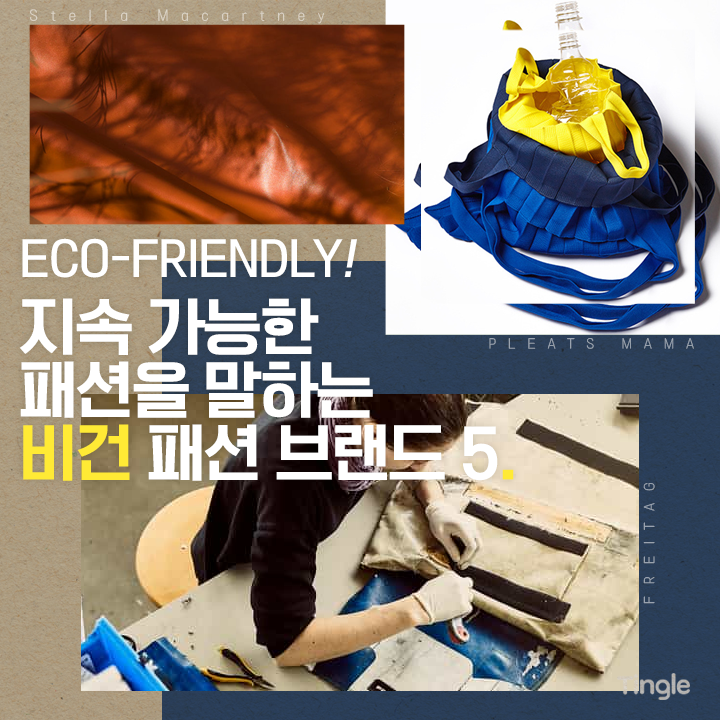 Stella Macartney
ECO-FRIENDLY!
지속 가능한
패션을 말하는
비건 패션 브랜드 5.
PLEATS MAMA
FREITAG